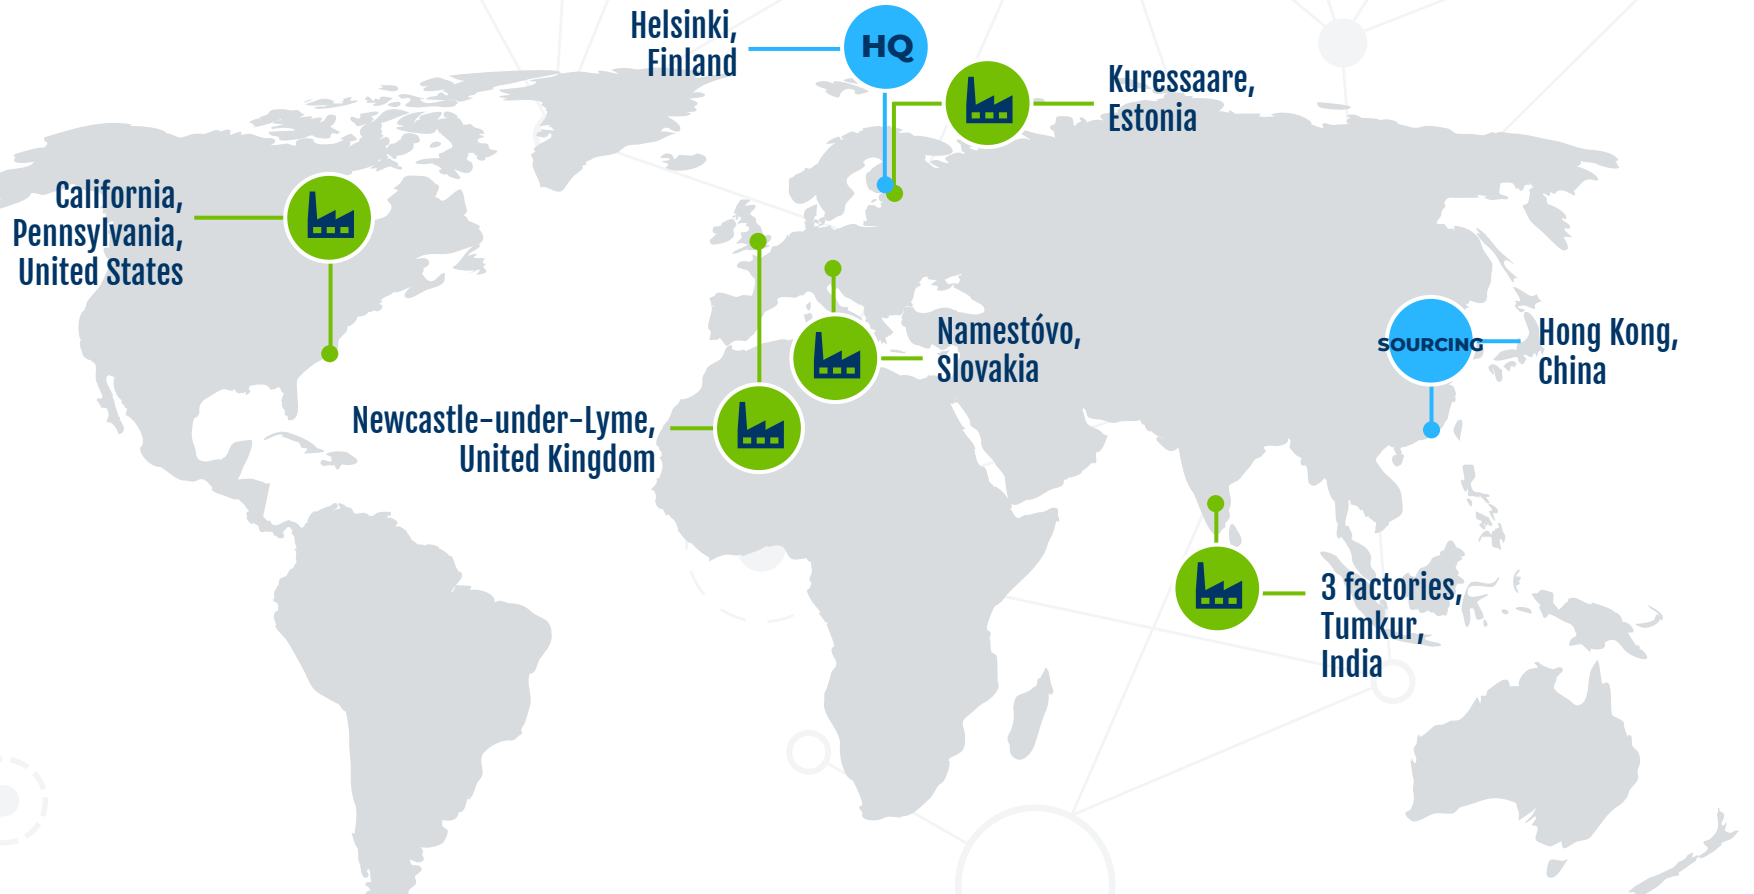 Helsinki,
Finland
HQ
Kuressaare,
Estonia
California,
Pennsylvania,
United States
Namestóvo,
Slovakia
SOURCING
Hong Kong,
China
Newcastle-under-Lyme,
United Kingdom
3 factories,
Tumkur,
India